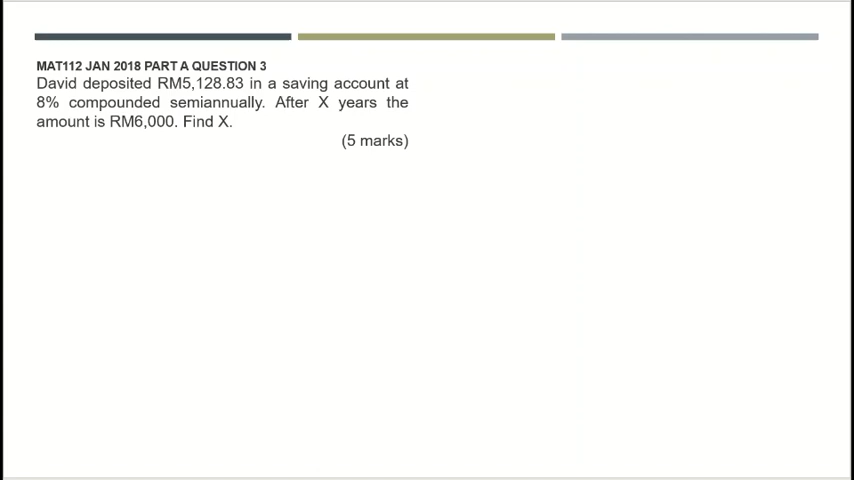 MAT112 JAN 2018 PART A QUESTION 3
David deposited RM5,128.83 in a saving account at
8% compounded semiannually. After X years the
amount is RM6,000. Find X.
(5 marks)